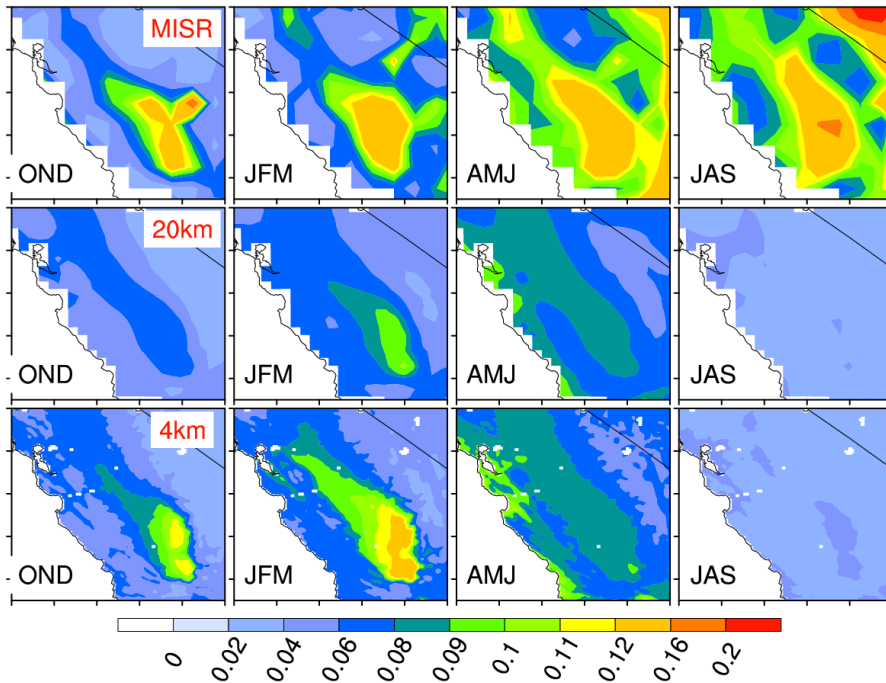 MISR
OND
JFM
AMJ
JAS
20km
OND
JFM
AMJ
JAS
4km
OND
JFM
AMJ
JAS
0
0.02
0.04
0.06
0.08
0.09
0.1
0.11
0.12
0.16
0.2